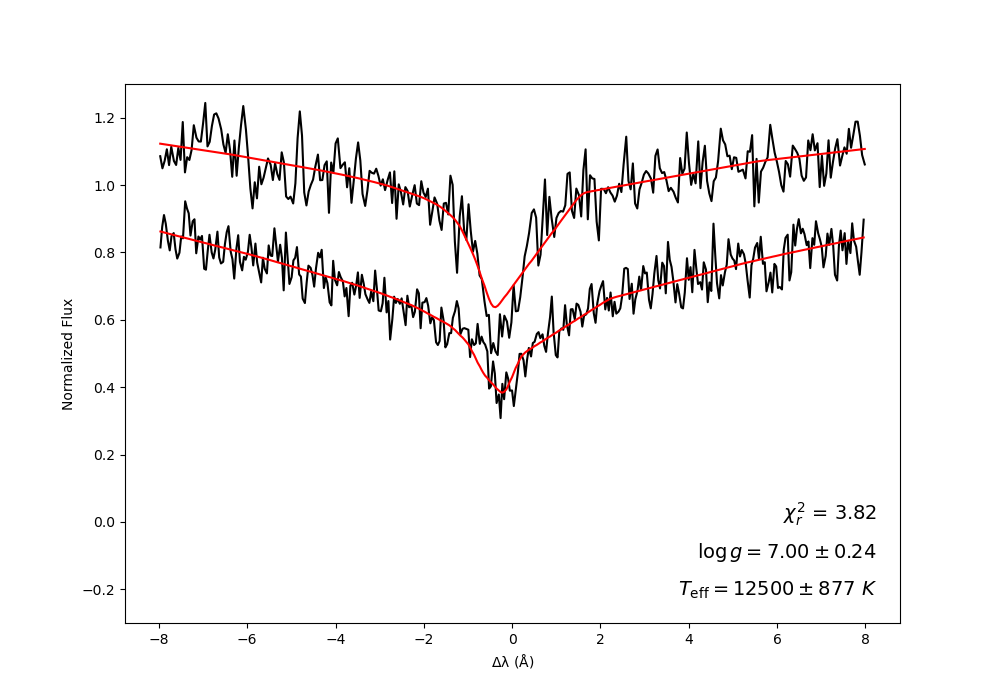 1.2
1.0
0.8
0.6
0.4
0.2
0.0
−0.2
Normalized Flux
χ²ᵣ = 3.82
log g = 7.00 ± 0.24
T_eff = 12500 ± 877 K
−8 −6 −4 −2 0 2 4 6 8
Δλ (Å)